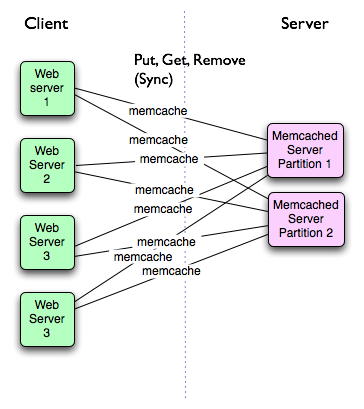 Client
Server
Put, Get, Remove
(Sync)
Web
server
1
memcache
Memcached
Server
Partition 1
memcache
memcache
Web
Server
2
memcache
memcache
Memcached
Server
Partition 2
Web
Server
3
memcache
memcache
memcache
Web
Server
3